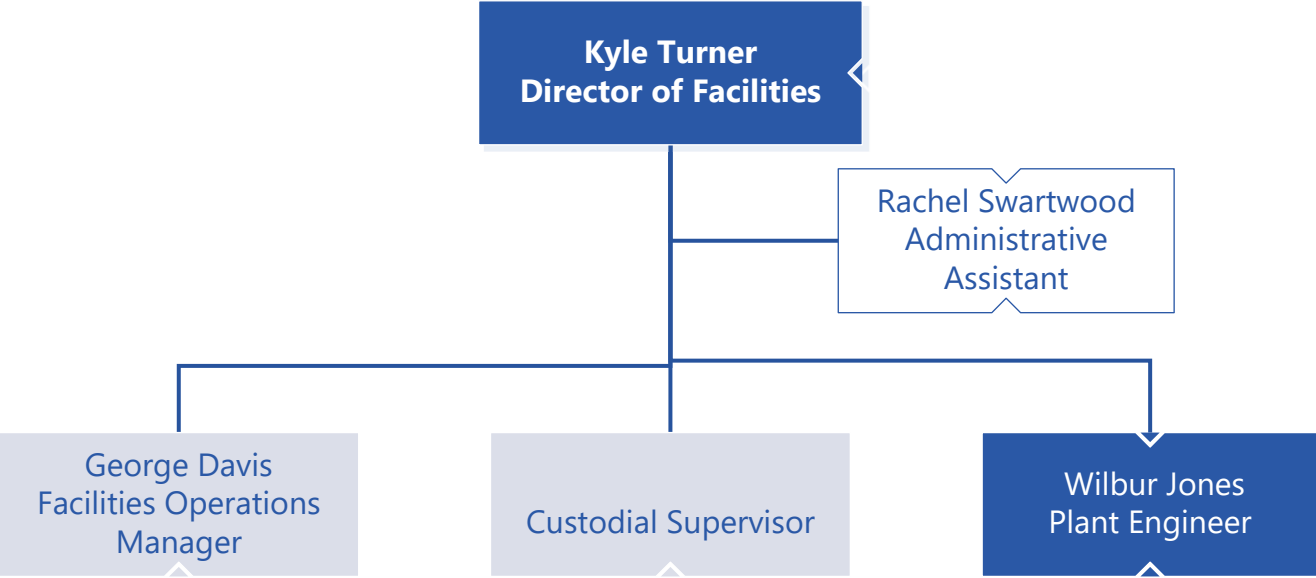 Kyle Turner
Director of Facilities
Rachel Swartwood
Administrative
Assistant
George Davis
Facilities Operations
Manager
Custodial Supervisor
Wilbur Jones
Plant Engineer